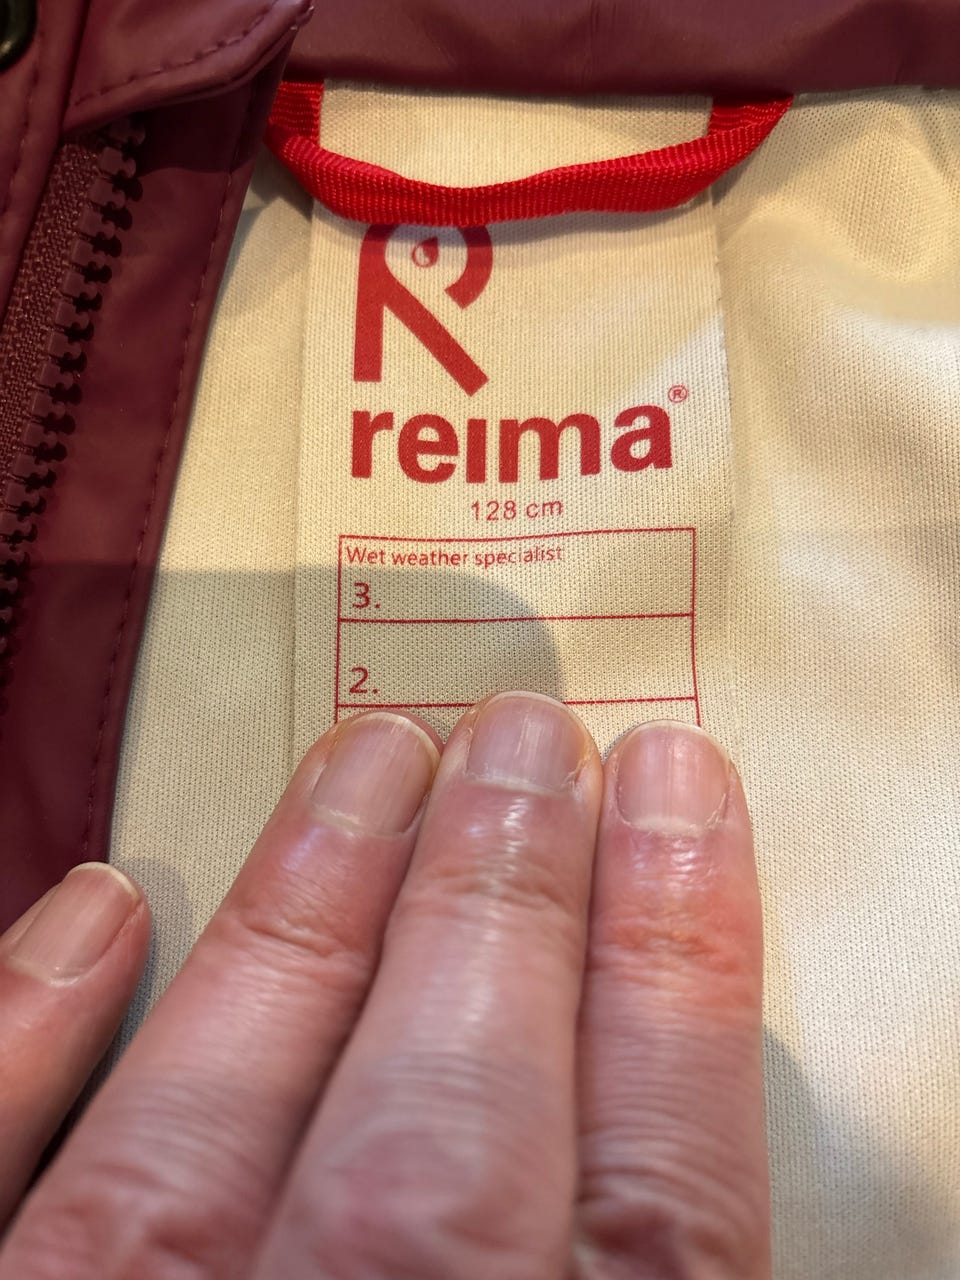 reima®
128 cm
Wet weather specialist
3.
2.